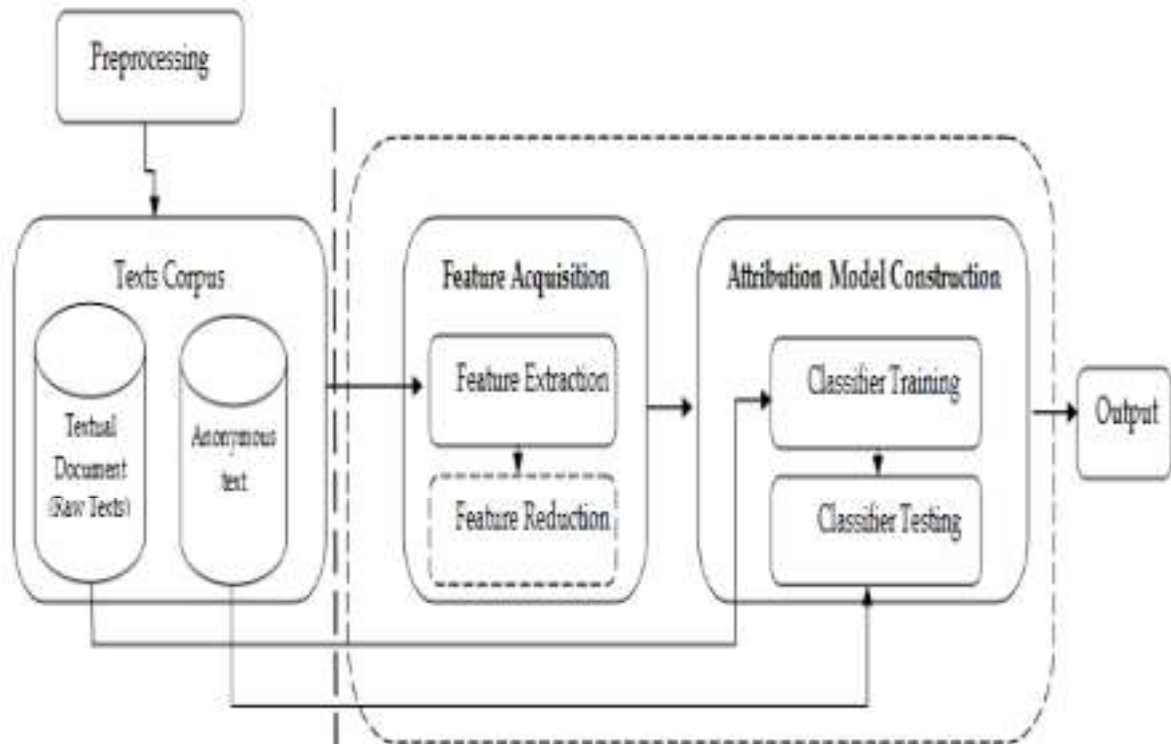 Preprocessing
Texts Corpus
Textual
Document
(Raw Texts)
Anonymous
text
Feature Acquisition
Feature Extraction
Feature Reduction
Attribution Model Construction
Classifier Training
Classifier Testing
Output